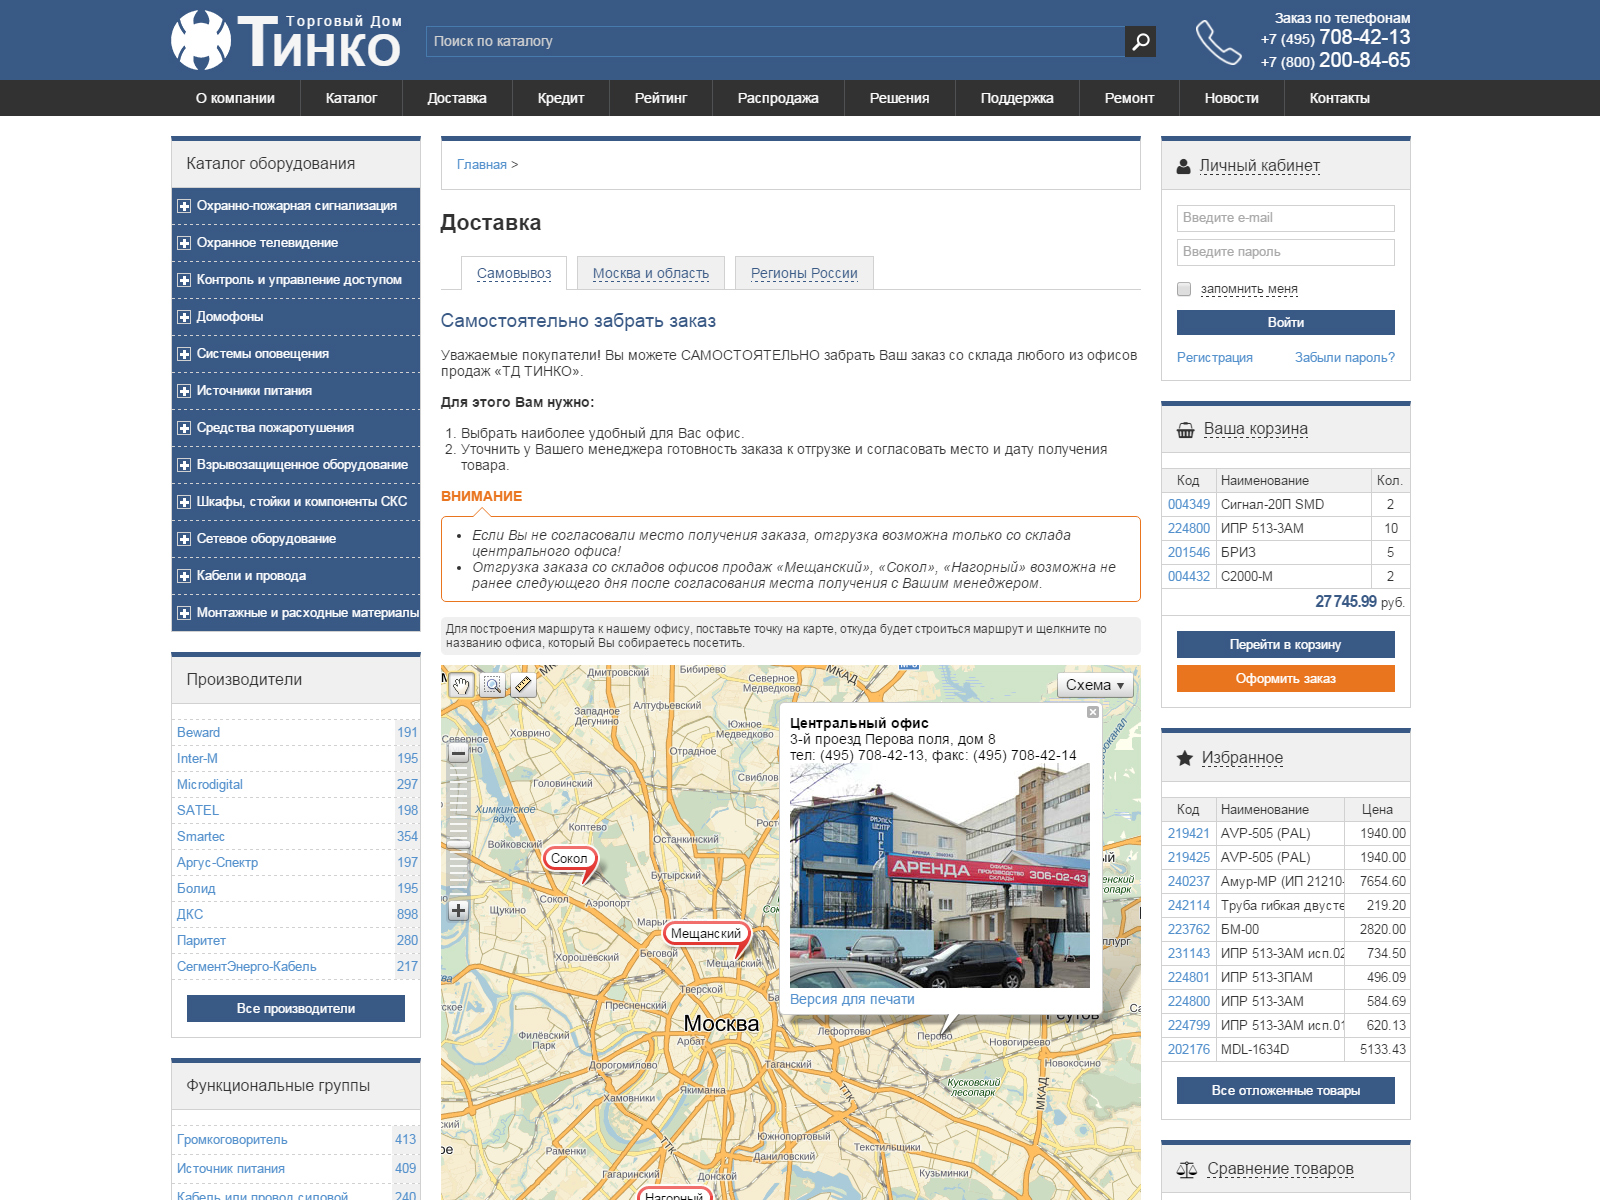 Торговый Дом
ТИНКО
Поиск по каталогу
Заказ по телефонам
+7 (495) 708-42-13
+7 (800) 200-84-65
О компании
Каталог
Доставка
Кредит
Рейтинг
Распродажа
Решения
Поддержка
Ремонт
Новости
Контакты
Каталог оборудования
Охранно-пожарная сигнализация
Охранное телевидение
Контроль и управление доступом
Домофоны
Системы оповещения
Источники питания
Средства пожаротушения
Взрывозащищенное оборудование
Шкафы, стойки и компоненты СКС
Сетевое оборудование
Кабели и провода
Монтажные и расходные материалы
Производители
Beward 191
Inter-M 195
Microdigital 297
SATEL 198
Smartec 354
Аргус-Спектр 197
Болид 195
ДКС 898
Паритет 280
СегментЭнерго-Кабель 217
Все производители
Функциональные группы
Громкоговоритель 413
Источник питания 409
Кабель или провод силовой 240
Главная >
Доставка
Самовывоз
Москва и область
Регионы России
Самостоятельно забрать заказ
Уважаемые покупатели! Вы можете САМОСТОЯТЕЛЬНО забрать Ваш заказ со склада любого из офисов
продаж «ТД ТИНКО».
Для этого Вам нужно:
1. Выбрать наиболее удобный для Вас офис.
2. Уточнить у Вашего менеджера готовность заказа к отгрузке и согласовать место и дату получения
товара.
ВНИМАНИЕ
• Если Вы не согласовали место получения заказа, отгрузка возможна только со склада
центрального офиса!
• Отгрузка заказа со складов офисов продаж «Мещанский», «Сокол», «Нагорный» возможна не
ранее следующего дня после согласования места получения с Вашим менеджером.
Для построения маршрута к нашему офису, поставьте точку на карте, откуда будет строиться маршрут и щелкните по
названию офиса, который Вы собираетесь посетить.
Схема
Дмитровский
Бибирево
Северное
Медведково
МКАД
Западное
Дегунино
Алтуфьевский
Ховрино
Южное
Медведково
Отрадное
Головинский
Свиблов
Химкинское
вдхр.
Коптево
Войковский
Останкинский
Сокол
Бутырский
Сокол
Аэропорт
Щукино
Мещанский
Мещанский
Хорошёвский
Беговой
Тверской
Пресненский
Москва
Филёвский
Парк
Арбат
Лефортово
Перово
Новогиреево
Реутов
Дорогомилово
Таганский
Новокосино
Якиманка
Хамовники
ТТК
Кусковский
лесопарк
МКАД
Южнопортовый
ТТК
Раменки
Даниловский
Текстильщики
Гагаринский
Донской
Кузьминки
Нагорный
Центральный офис
3-й проезд Перова поля, дом 8
тел: (495) 708-42-13, факс: (495) 708-42-14
АРЕНДА
306-02-43
Версия для печати
Личный кабинет
Введите e-mail
Введите пароль
запомнить меня
Войти
Регистрация
Забыли пароль?
Ваша корзина
Код Наименование Кол.
004349 Сигнал-20П SMD 2
224800 ИПР 513-3АМ 10
201546 БРИЗ 5
004432 С2000-М 2
27 745.99 руб.
Перейти в корзину
Оформить заказ
Избранное
Код Наименование Цена
219421 AVP-505 (PAL) 1940.00
219425 AVP-505 (PAL) 1940.00
240237 Амур-МР (ИП 21210- 7654.60
242114 Труба гибкая двусте 219.20
223762 БМ-00 2820.00
231143 ИПР 513-3АМ исп.02 734.50
224801 ИПР 513-3ПАМ 496.09
224800 ИПР 513-3АМ 584.69
224799 ИПР 513-3АМ исп.01 620.13
202176 MDL-1634D 5133.43
Все отложенные товары
Сравнение товаров